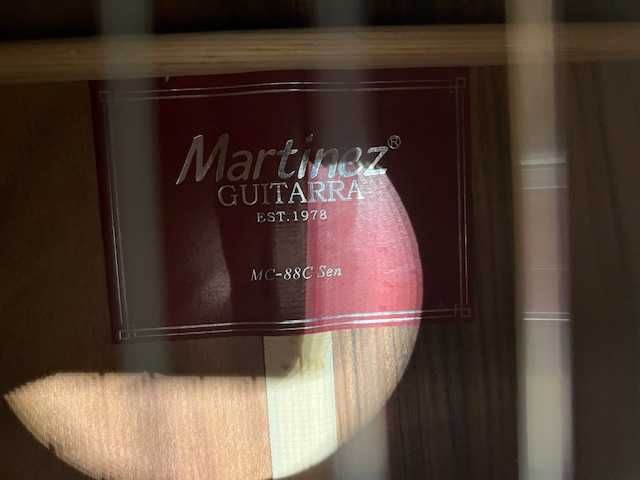 Martinez®
GUITARRA
EST.1978
MC-88C Sen